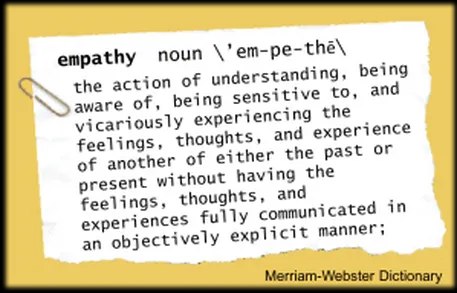 empathy noun \'em-pe-thē\
the action of understanding, being
aware of, being sensitive to, and
vicariously experiencing the
feelings, thoughts, and experience
of another of either the past or
present without having the
feelings, thoughts, and
experiences fully communicated in
an objectively explicit manner;
Merriam-Webster Dictionary